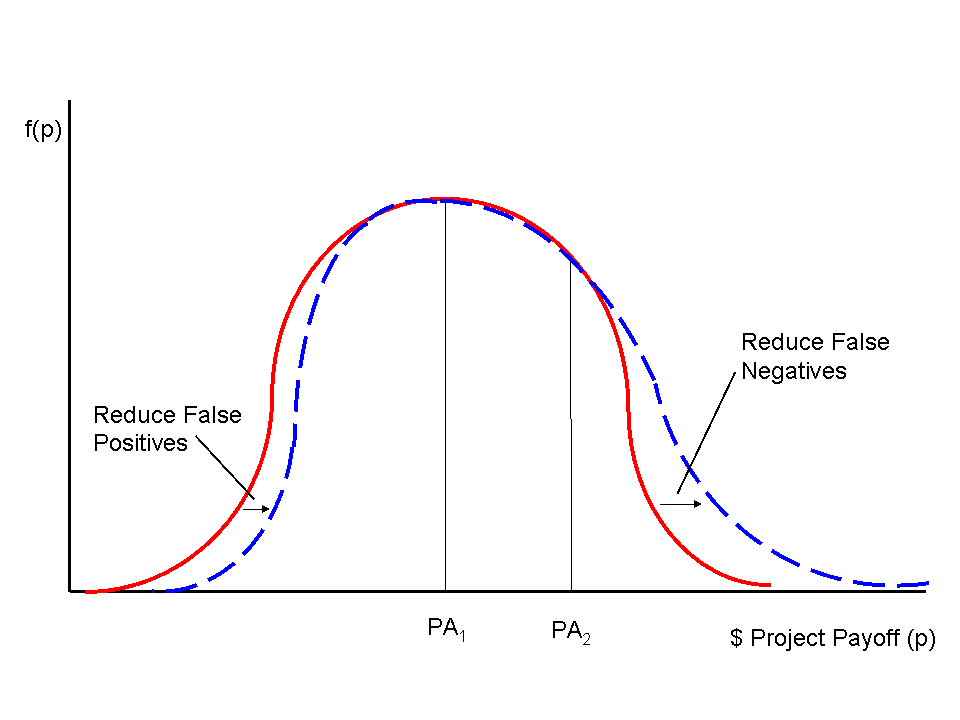 f(p)
Reduce False
Negatives
Reduce False
Positives
PA₁
PA₂
$ Project Payoff (p)